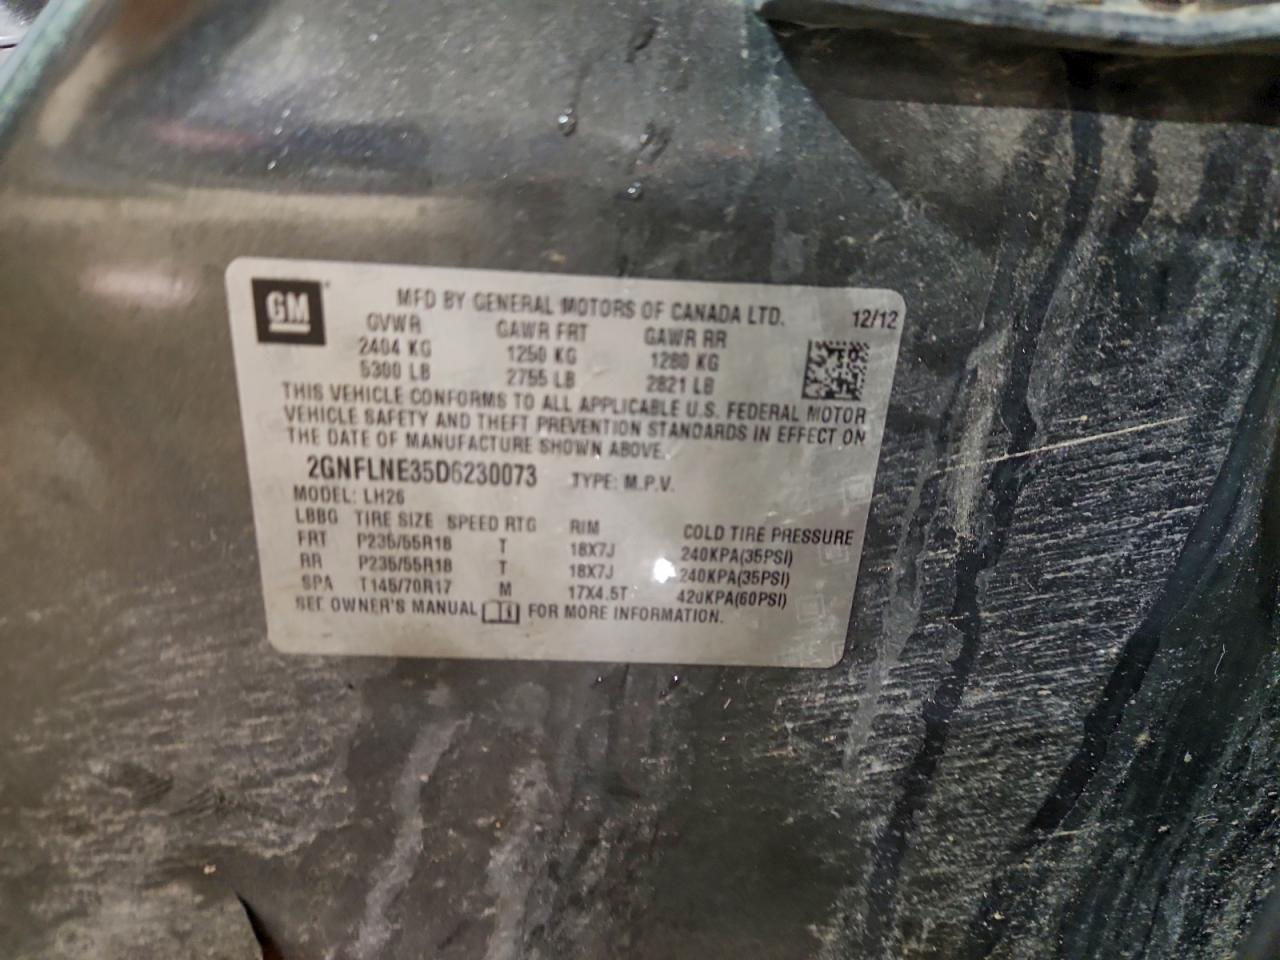 GM
MFD BY GENERAL MOTORS OF CANADA LTD. 12/12
GVWR GAWR FRT GAWR RR
2404 KG 1250 KG 1280 KG
5300 LB 2755 LB 2821 LB
THIS VEHICLE CONFORMS TO ALL APPLICABLE U.S. FEDERAL MOTOR
VEHICLE SAFETY AND THEFT PREVENTION STANDARDS IN EFFECT ON
THE DATE OF MANUFACTURE SHOWN ABOVE.
2GNFLNE35D6230073 TYPE: M.P.V.
MODEL: LH26
LBBG TIRE SIZE SPEED RTG RIM COLD TIRE PRESSURE
FRT P235/55R18 T 18X7J 240KPA(35PSI)
RR P235/55R18 T 18X7J 240KPA(35PSI)
SPA T145/70R17 M 17X4.5T 420KPA(60PSI)
SEE OWNER'S MANUAL FOR MORE INFORMATION.